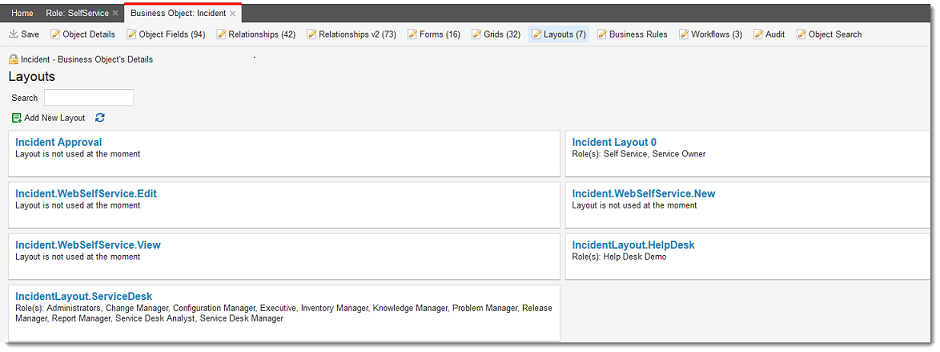 Home Role: SelfService × Business Object: Incident ×
Save Object Details Object Fields (94) Relationships (42) Relationships v2 (73) Forms (16) Grids (32) Layouts (7) Business Rules Workflows (3) Audit Object Search
Incident - Business Object's Details
Layouts
Search
Add New Layout
Incident Approval
Layout is not used at the moment
Incident Layout 0
Role(s): Self Service, Service Owner
Incident.WebSelfService.Edit
Layout is not used at the moment
Incident.WebSelfService.New
Layout is not used at the moment
Incident.WebSelfService.View
Layout is not used at the moment
IncidentLayout.HelpDesk
Role(s): Help Desk Demo
IncidentLayout.ServiceDesk
Role(s): Administrators, Change Manager, Configuration Manager, Executive, Inventory Manager, Knowledge Manager, Problem Manager, Release
Manager, Report Manager, Service Desk Analyst, Service Desk Manager